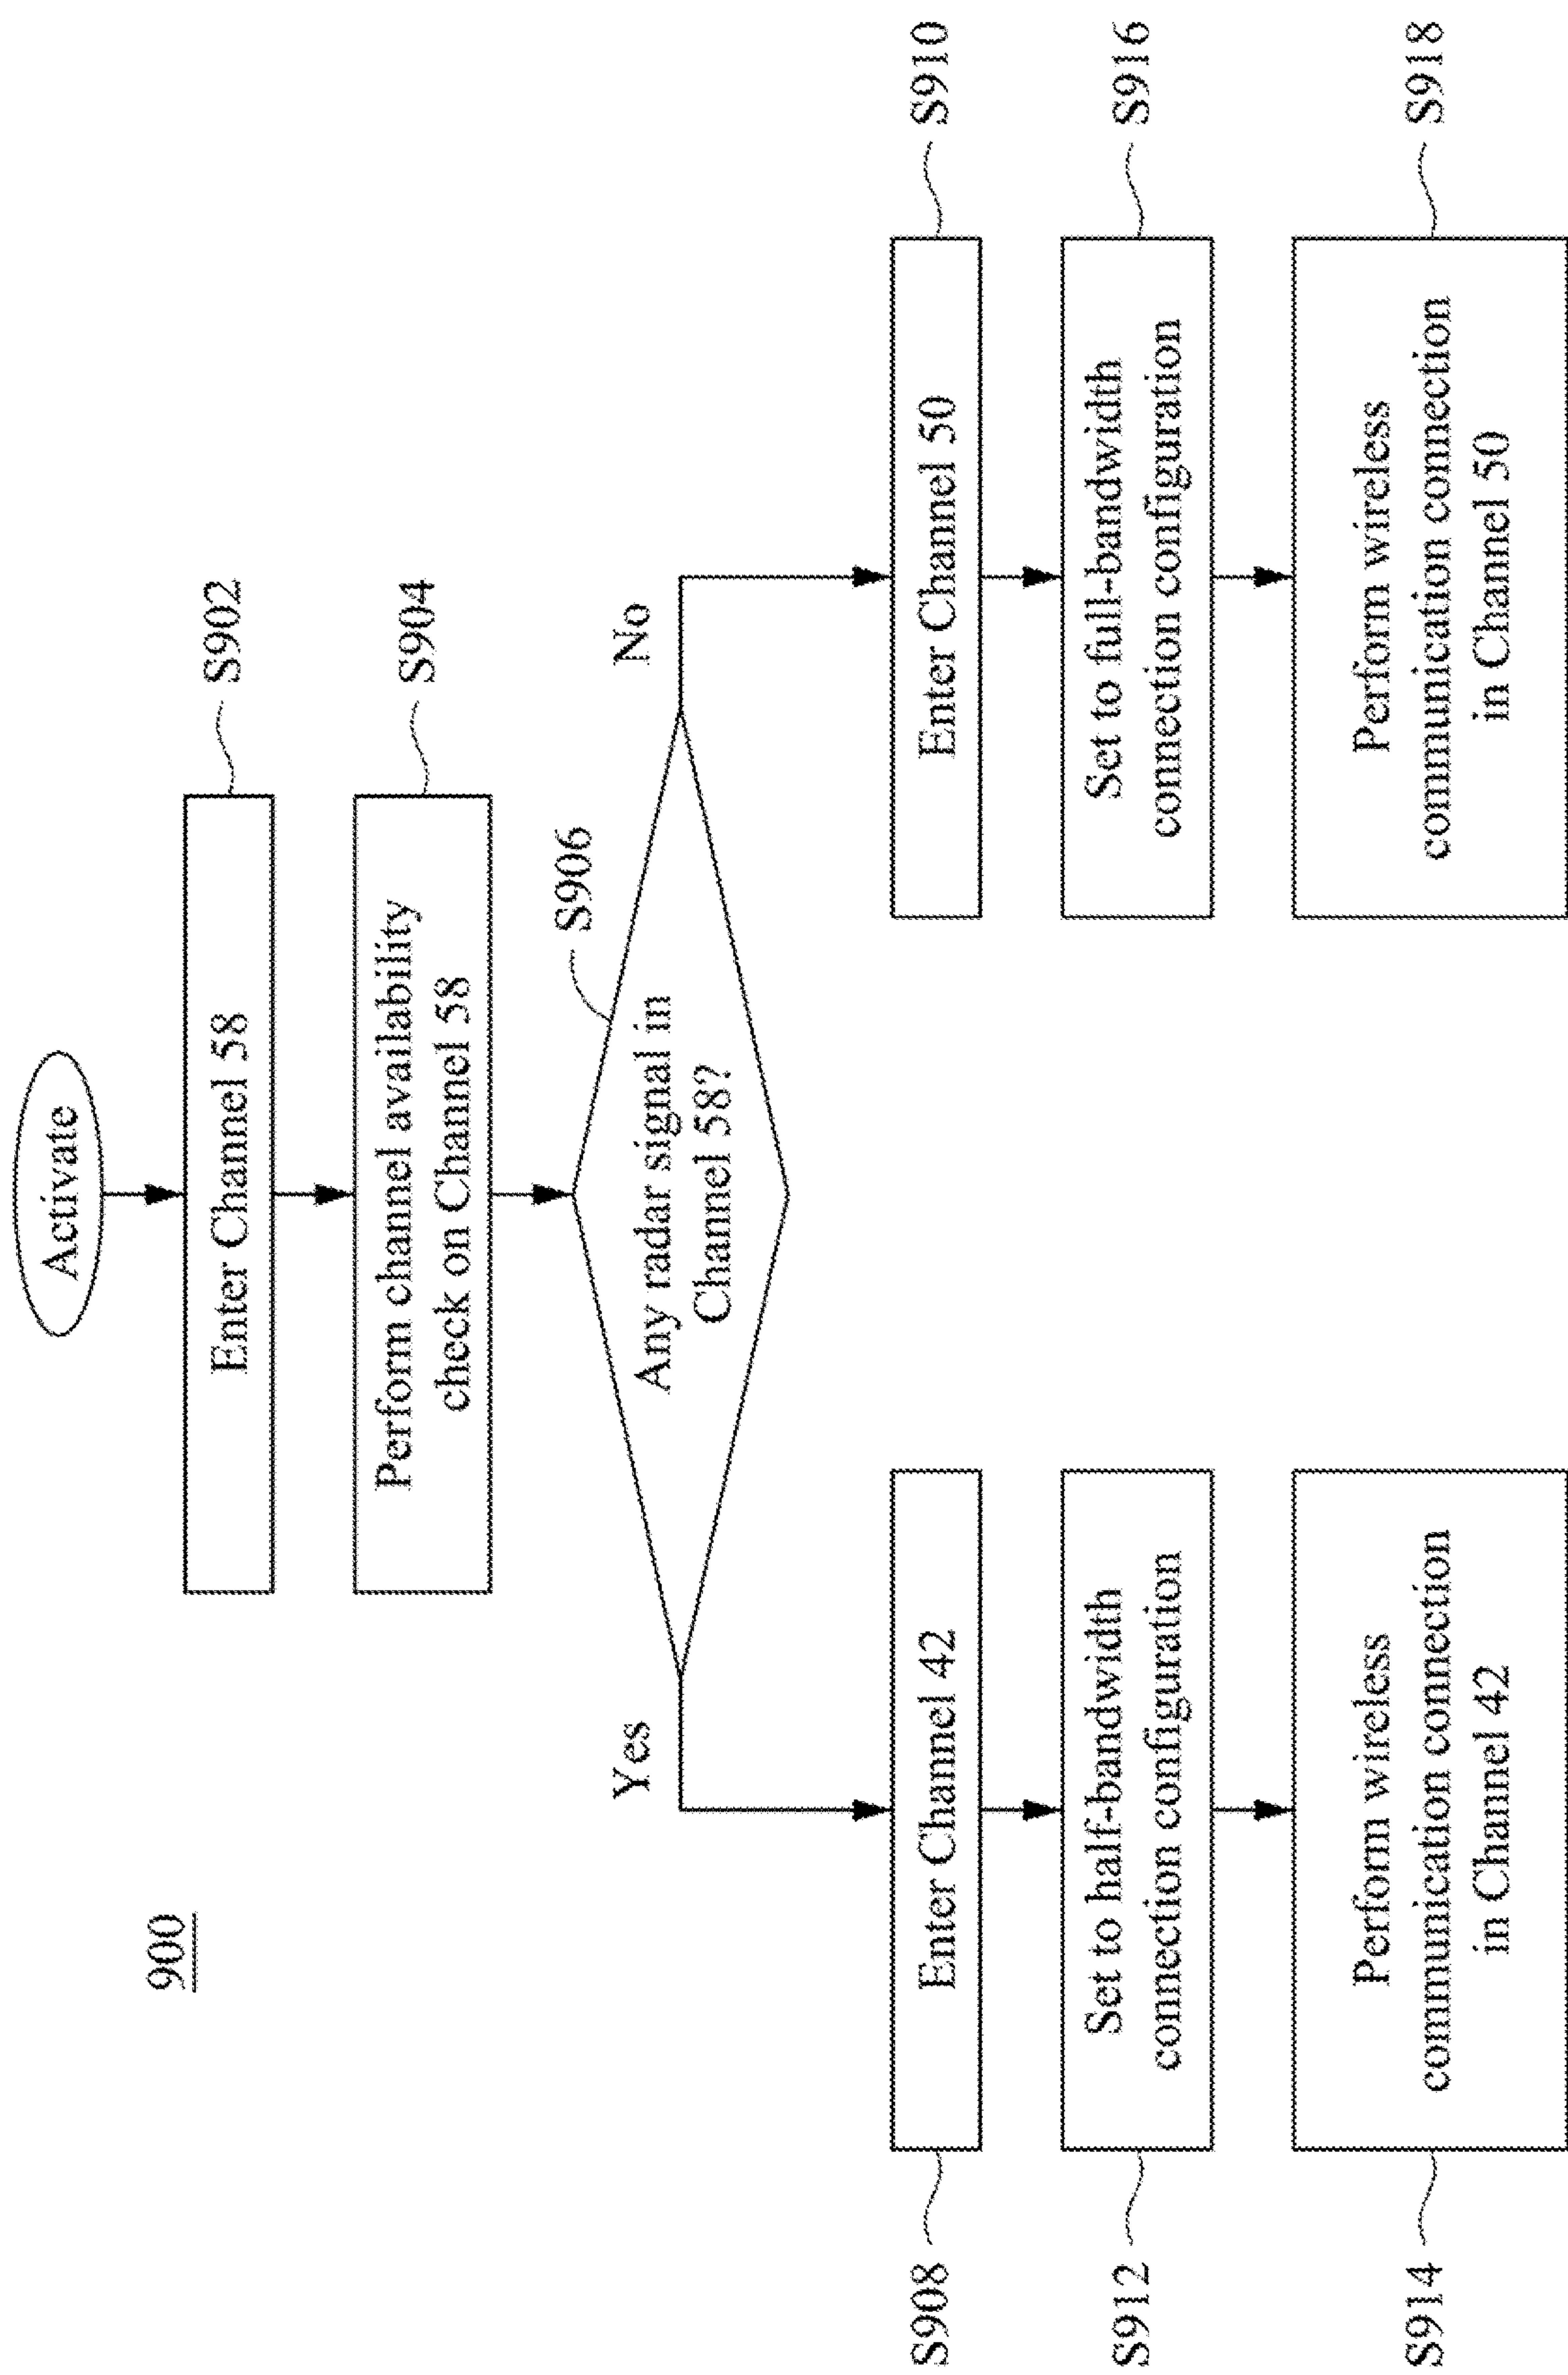 900
Activate
Enter Channel 58
S902
Perform channel availability
check on Channel 58
S904
S906
Any radar signal in
Channel 58?
Yes
No
S908
Enter Channel 42
Enter Channel 50
S910
S912
Set to half-bandwidth
connection configuration
Set to full-bandwidth
connection configuration
S916
S914
Perform wireless
communication connection
in Channel 42
Perform wireless
communication connection
in Channel 50
S918